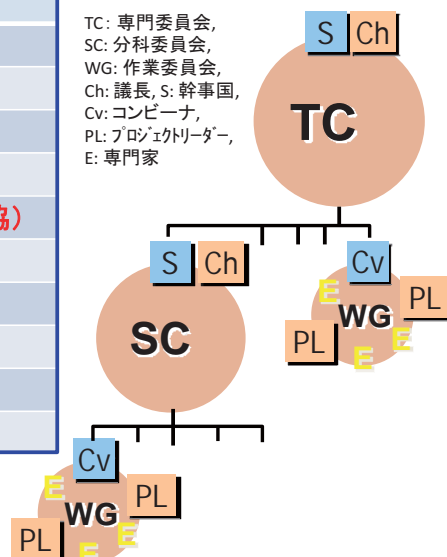 TC: 専門委員会,
SC: 分科委員会,
WG: 作業委員会,
Ch: 議長, S: 幹事国,
Cv: コンビーナ,
PL: プロジェクトリーダー,
E: 専門家
S Ch
TC
協)
S Ch
SC
Cv
E
WG
PL
PL
E
E
Cv
E
WG
PL
PL
E
E